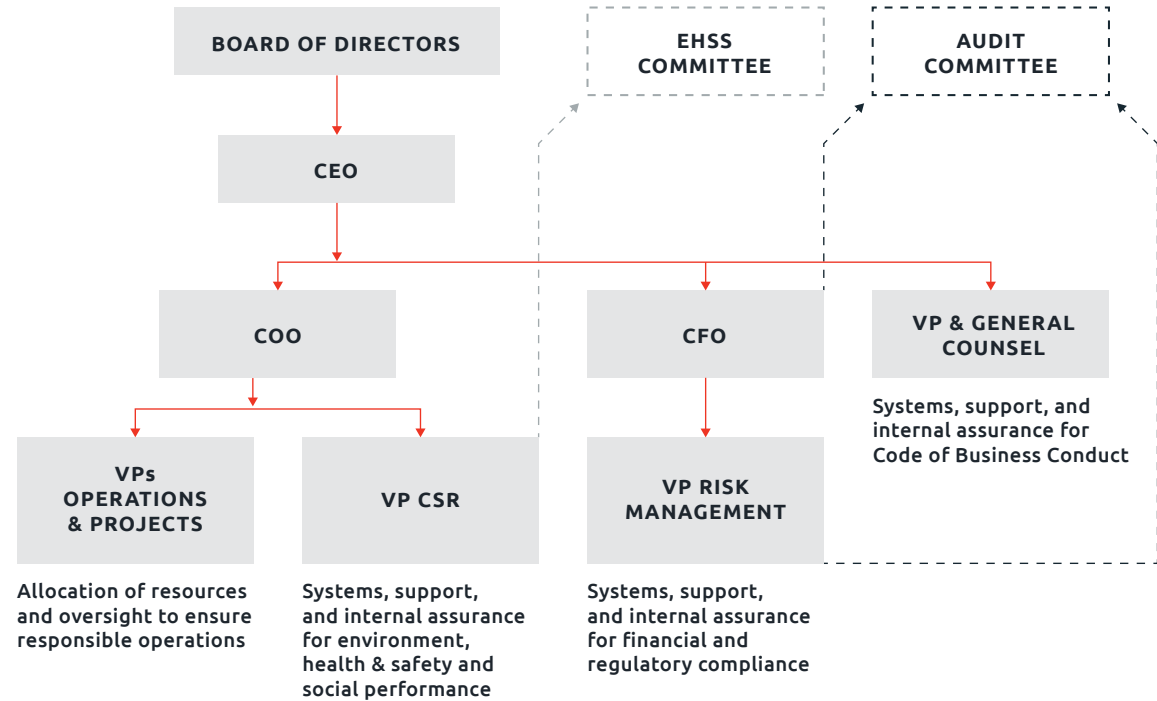 BOARD OF DIRECTORS
EHSS
COMMITTEE
AUDIT
COMMITTEE
CEO
COO
CFO
VP & GENERAL
COUNSEL
Systems, support, and
internal assurance for
Code of Business Conduct
VPs
OPERATIONS
& PROJECTS
VP CSR
VP RISK
MANAGEMENT
Allocation of resources
and oversight to ensure
responsible operations
Systems, support,
and internal assurance
for environment,
health & safety and
social performance
Systems, support,
and internal assurance
for financial and
regulatory compliance